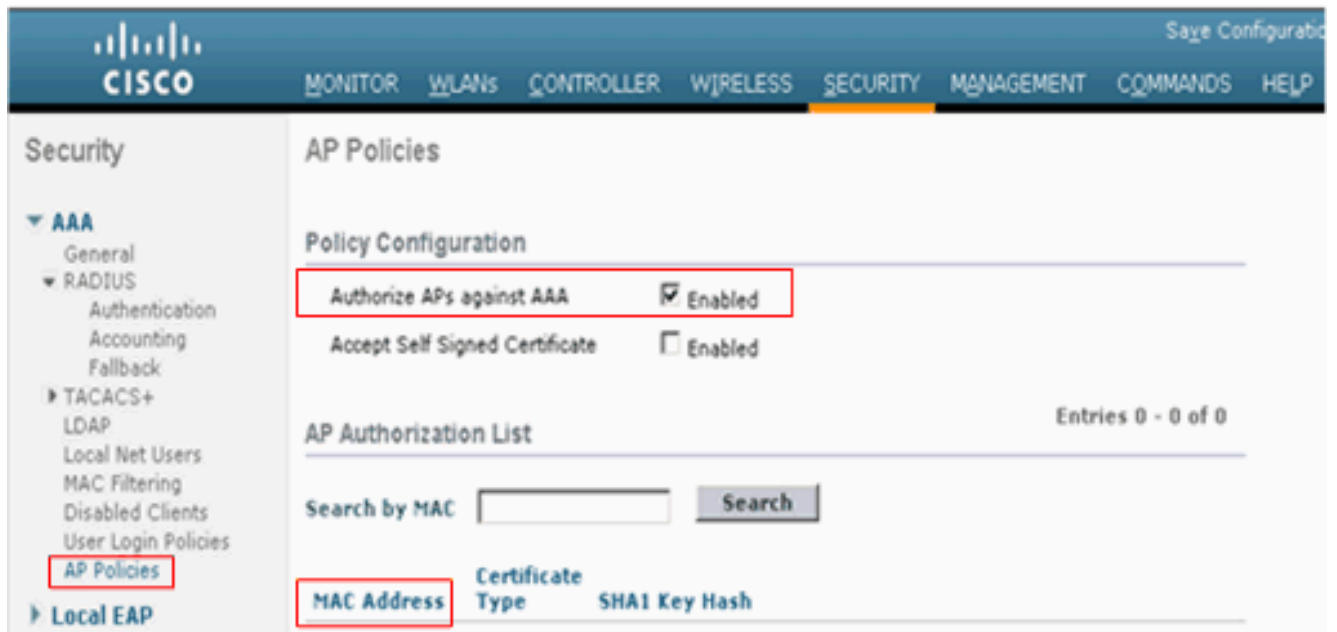 Save Configuratio
CISCO
MONITOR WLANs CONTROLLER WIRELESS SECURITY MANAGEMENT COMMANDS HELP
Security
AAA
General
RADIUS
Authentication
Accounting
Fallback
TACACS+
LDAP
Local Net Users
MAC Filtering
Disabled Clients
User Login Policies
AP Policies
Local EAP
AP Policies
Policy Configuration
Authorize APs against AAA Enabled
Accept Self Signed Certificate Enabled
AP Authorization List Entries 0 - 0 of 0
Search by MAC Search
MAC Address Certificate Type SHA1 Key Hash